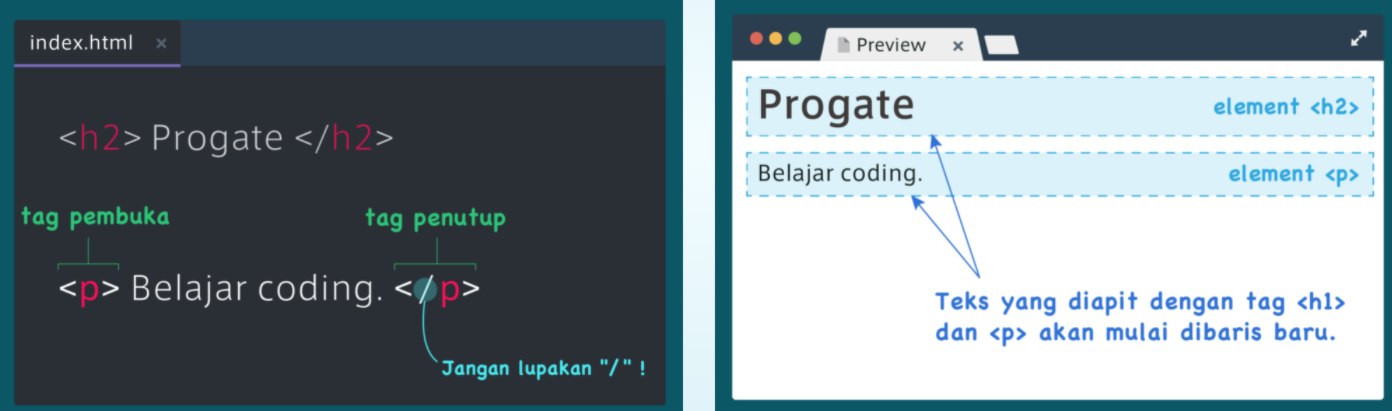 index.html ×
<h2> Progate </h2>
tag pembuka
tag penutup
<p> Belajar coding. </p>
Jangan lupakan "/" !
Preview ×
Progate
element <h2>
Belajar coding.
element <p>
Teks yang diapit dengan tag <h1>
dan <p> akan mulai dibaris baru.